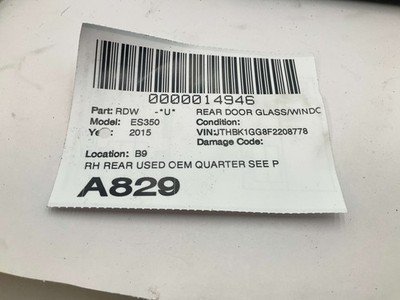 0000014946
Part: RDW -*U* REAR DOOR GLASS/WINDC
Model: ES350 Condition:
2015 VIN:JTHBK1GG8F2208778
Damage Code:
Location: B9
RH REAR USED OEM QUARTER SEE P
A829